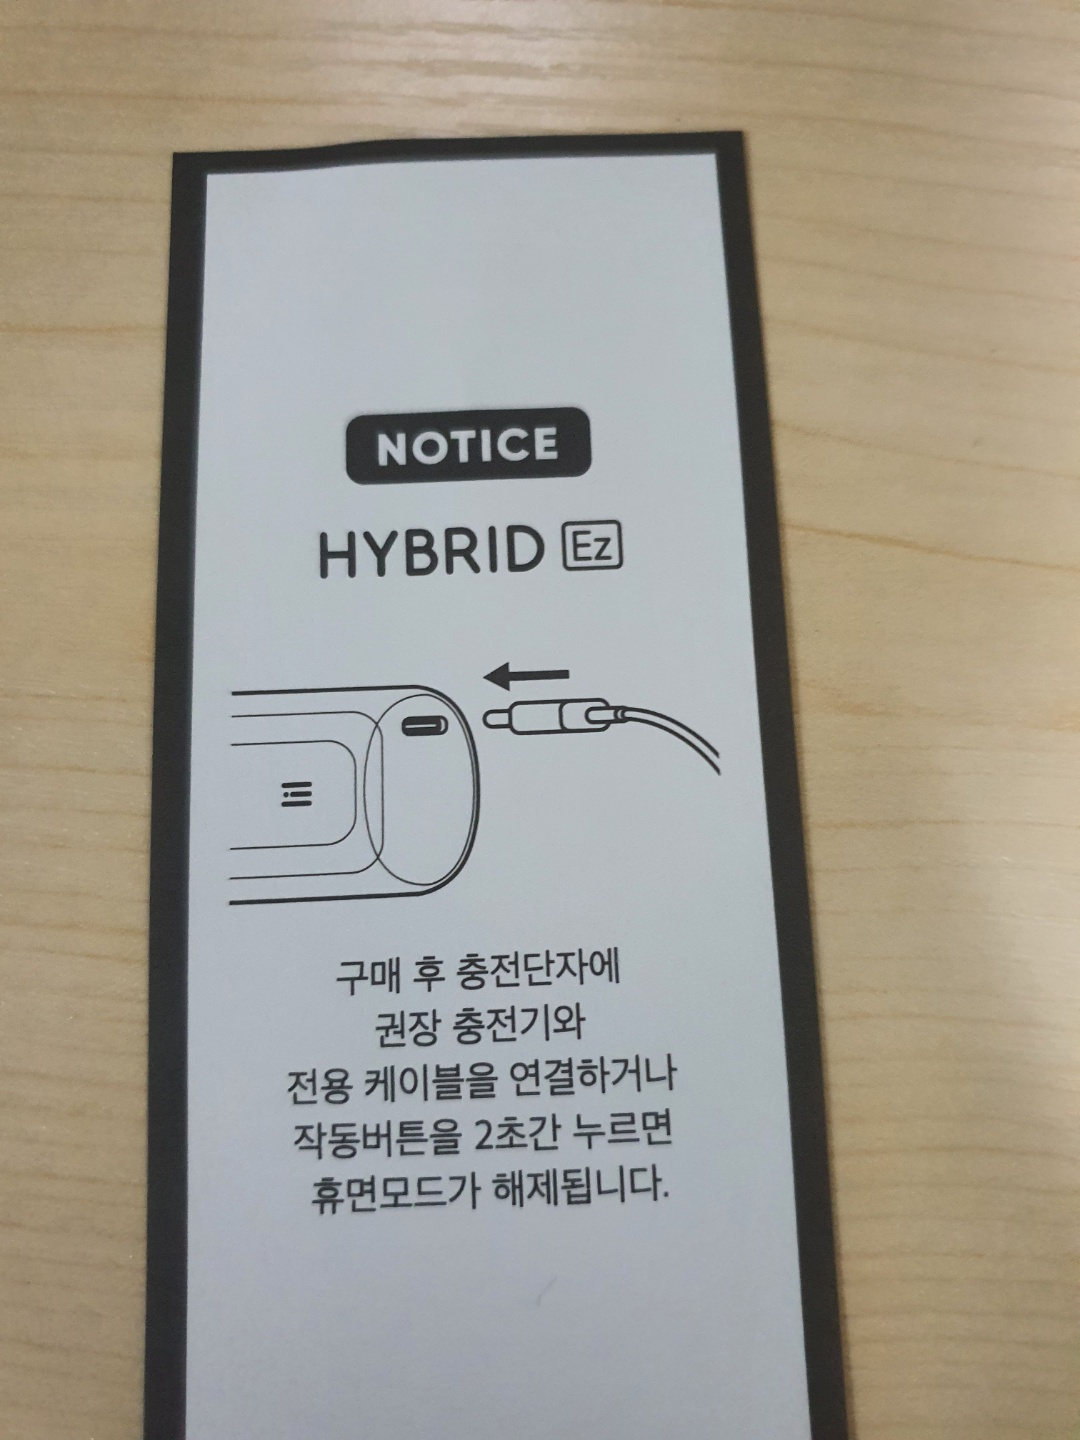 NOTICE
HYBRID Ez
구매 후 충전단자에
권장 충전기와
전용 케이블을 연결하거나
작동버튼을 2초간 누르면
휴면모드가 해제됩니다.